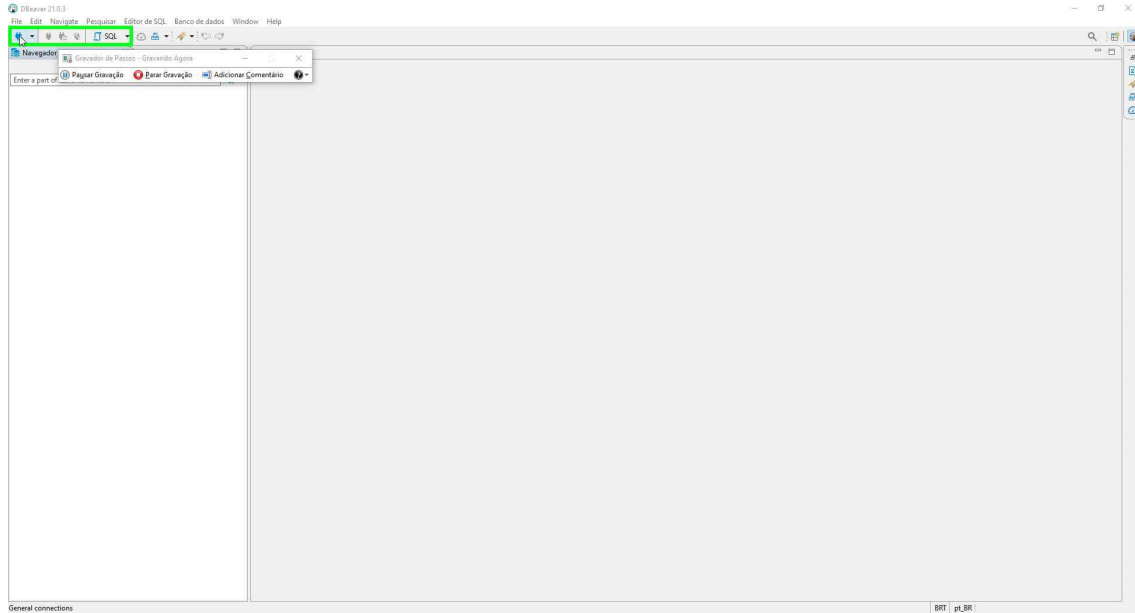 DBeaver 21.0.3
File Edit Navigate Pesquisar Editor de SQL Banco de dados Window Help
SQL
Navegador
Gravador de Passos - Gravando Agora
Pausar Gravação Parar Gravação Adicionar Comentário
Enter a part of
General connections
BRT pt_BR